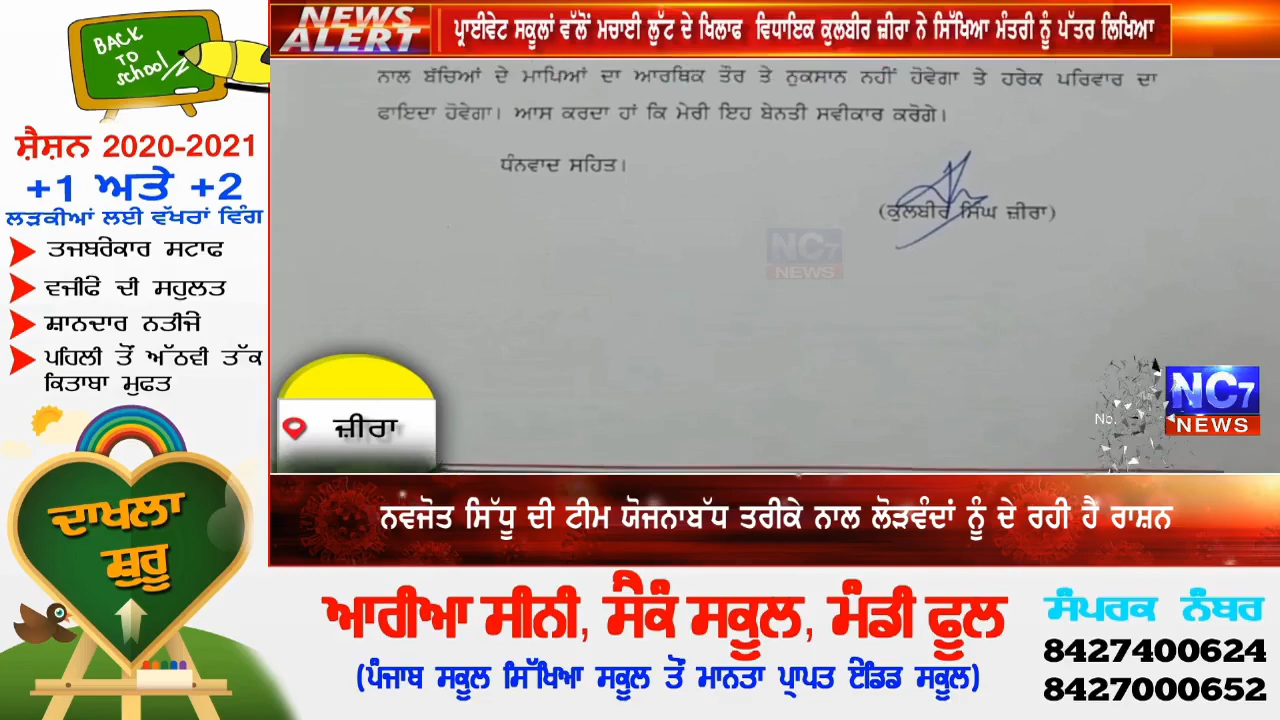 BACK
TO
school
ਸ਼ੈਸ਼ਨ 2020-2021
+1 ਅਤੇ +2
ਲੜਕੀਆਂ ਲਈ ਵੱਖਰਾਂ ਵਿੰਗ
ਤਜਬਰੇਕਾਰ ਸਟਾਫ
ਵਜੀਫੇ ਦੀ ਸਹੁਲਤ
ਸ਼ਾਨਦਾਰ ਨਤੀਜੇ
ਪਹਿਲੀ ਤੋਂ ਅੱਠਵੀ ਤੱਕ
ਕਿਤਾਬਾ ਮੁਫਤ
ਦਾਖਲਾ
ਸ਼ੁਰੂ
NEWS
ALERT
ਪ੍ਰਾਈਵੇਟ ਸਕੂਲਾਂ ਵੱਲੋਂ ਮਚਾਈ ਲੁੱਟ ਦੇ ਖਿਲਾਫ ਵਿਧਾਇਕ ਕੁਲਬੀਰ ਜ਼ੀਰਾ ਨੇ ਸਿੱਖਿਆ ਮੰਤਰੀ ਨੂੰ ਪੱਤਰ ਲਿਖਿਆ
ਨਾਲ ਬੱਚਿਆਂ ਦੇ ਮਾਪਿਆਂ ਦਾ ਆਰਥਿਕ ਤੌਰ ਤੇ ਨੁਕਸਾਨ ਨਹੀਂ ਹੋਵੇਗਾ ਤੇ ਹਰੇਕ ਪਰਿਵਾਰ ਦਾ
ਫਾਇਦਾ ਹੋਵੇਗਾ। ਆਸ ਕਰਦਾ ਹਾਂ ਕਿ ਮੇਰੀ ਇਹ ਬੇਨਤੀ ਸਵੀਕਾਰ ਕਰੋਗੇ।
ਧੰਨਵਾਦ ਸਹਿਤ।
(ਕੁਲਬੀਰ ਸਿੰਘ ਜ਼ੀਰਾ)
NC7
NEWS
ਜ਼ੀਰਾ
No.
NC7
NEWS
ਨਵਜੋਤ ਸਿੱਧੂ ਦੀ ਟੀਮ ਯੋਜਨਾਬੱਧ ਤਰੀਕੇ ਨਾਲ ਲੋੜਵੰਦਾਂ ਨੂੰ ਦੇ ਰਹੀ ਹੈ ਰਾਸ਼ਨ
ਆਰੀਆ ਸੀਨੀ, ਸੈਕੰ ਸਕੂਲ, ਮੰਡੀ ਫੂਲ
(ਪੰਜਾਬ ਸਕੂਲ ਸਿੱਖਿਆ ਸਕੂਲ ਤੋਂ ਮਾਨਤਾ ਪ੍ਰਾਪਤ ਏਡਿਡ ਸਕੂਲ)
ਸੰਪਰਕ ਨੰਬਰ
8427400624
8427000652